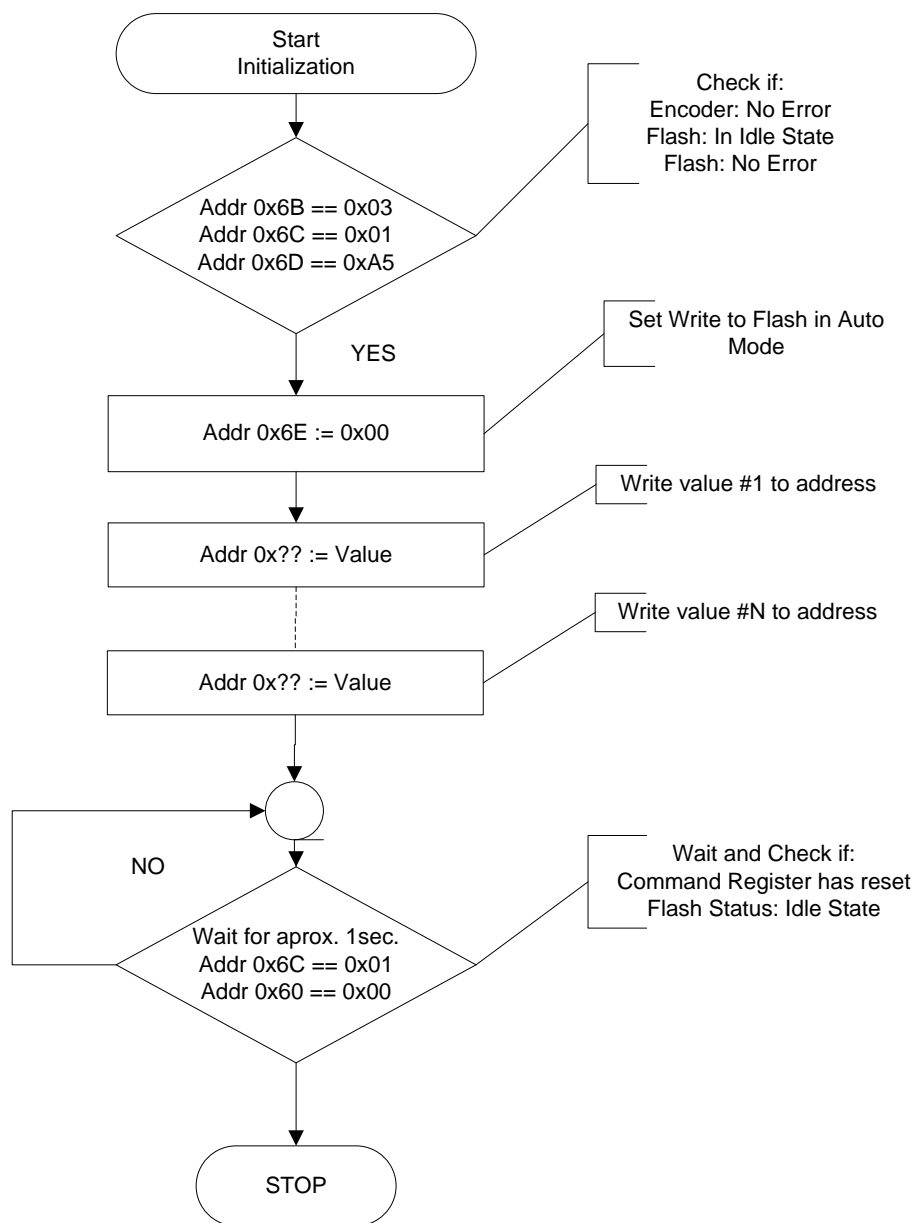 Start
Initialization
Check if:
Encoder: No Error
Flash: In Idle State
Flash: No Error
Addr 0x6B == 0x03
Addr 0x6C == 0x01
Addr 0x6D == 0xA5
YES
Set Write to Flash in Auto
Mode
Addr 0x6E := 0x00
Write value #1 to address
Addr 0x?? := Value
Write value #N to address
Addr 0x?? := Value
NO
Wait and Check if:
Command Register has reset
Flash Status: Idle State
Wait for aprox. 1sec.
Addr 0x6C == 0x01
Addr 0x60 == 0x00
STOP